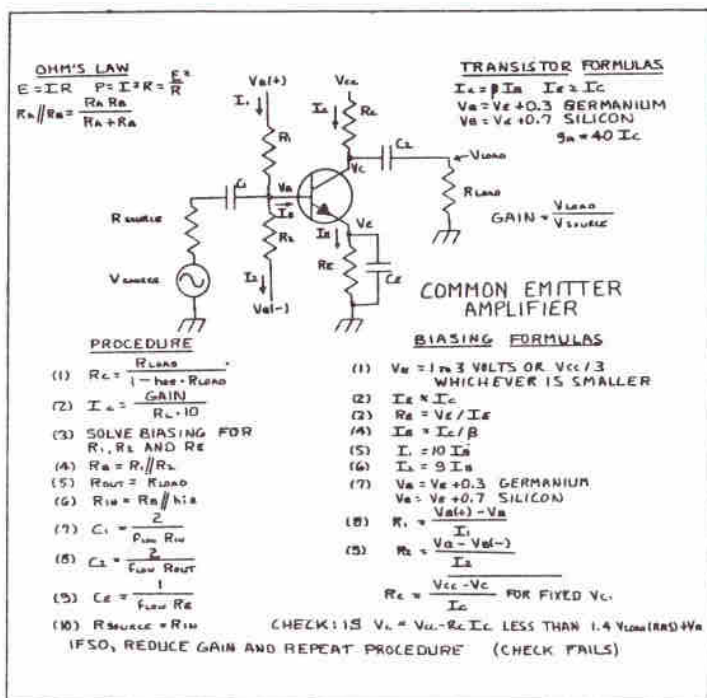 OHM'S LAW
E = IR   P = I²R = E²/R
RA//RB = RA RB / RA + RB
TRANSISTOR FORMULAS
Ic = β IB   IE ≅ Ic
VB = VE + 0.3 GERMANIUM
VB = VE + 0.7 SILICON
gm = 40 Ic
VB(+)
Vcc
I1
Ic
R1
Rc
C1
C2
VLOAD
VB
Vc
RLOAD
RSOURCE
IB
VE
GAIN = VLOAD / VSOURCE
R2
IE
VSOURCE
I2
RE
CE
VB(-)
COMMON EMITTER
AMPLIFIER
PROCEDURE
(1) Rc = RLOAD / 1 - hoe · RLOAD
(2) Ic = GAIN / RL · 10
(3) SOLVE BIASING FOR
R1, R2 AND RE
(4) RB = R1//R2
(5) ROUT = RLOAD
(6) RIN = RB//hie
(7) C1 = 2 / fLOW RIN
(8) C2 = 2 / fLOW ROUT
(9) CE = 1 / fLOW RE
(10) RSOURCE = RIN
BIASING FORMULAS
(1) VE = 1 TO 3 VOLTS OR Vcc/3
WHICHEVER IS SMALLER
(2) IE ≈ Ic
(3) RE = VE/IE
(4) IB = Ic/β
(5) I1 = 10 IB
(6) I2 = 9 IB
(7) VB = VE + 0.3 GERMANIUM
VB = VE + 0.7 SILICON
(8) R1 = VB(+) - VB / I1
(9) R2 = VB - VB(-) / I2
Rc = Vcc - Vc / Ic FOR FIXED Vc.
CHECK: IS Vc = Vcc - Rc Ic LESS THAN 1.4 VLOAD(RMS) + VB
IF SO, REDUCE GAIN AND REPEAT PROCEDURE (CHECK FAILS)